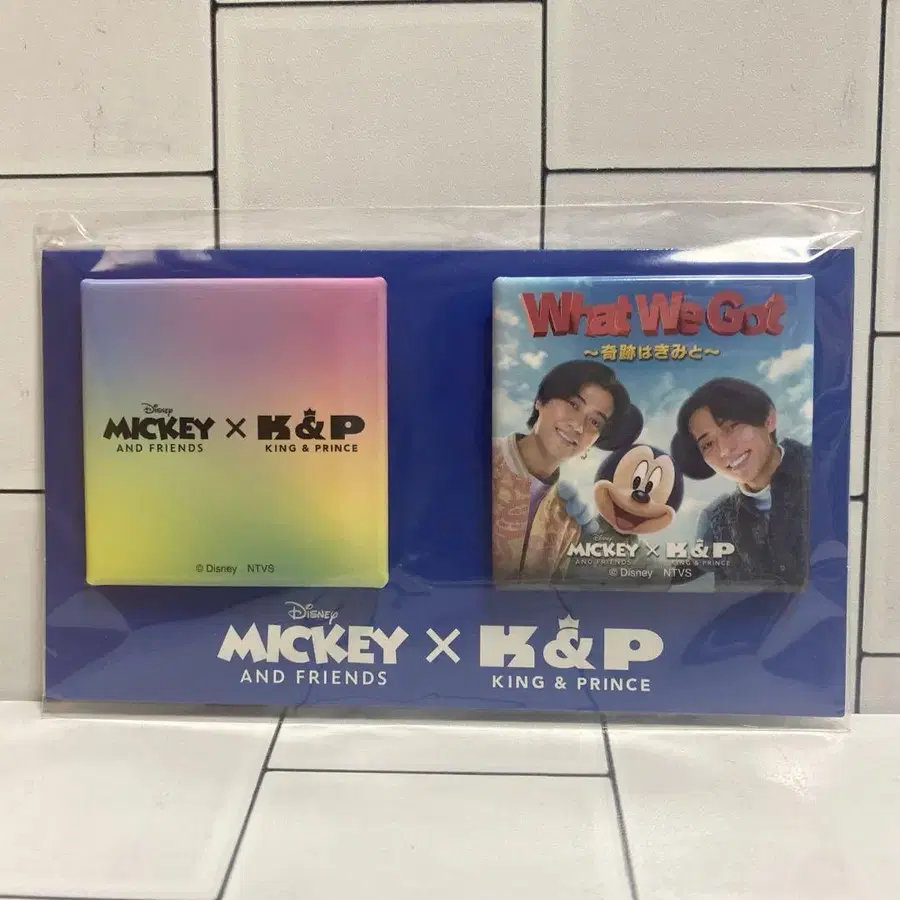 Disney
MICKEY × K&P
AND FRIENDS KING & PRINCE
© Disney NTVS
What We Got
～奇跡はきみと～
Disney
MICKEY × K&P
AND FRIENDS KING & PRINCE
© Disney NTVS
Disney
MICKEY × K&P
AND FRIENDS KING & PRINCE